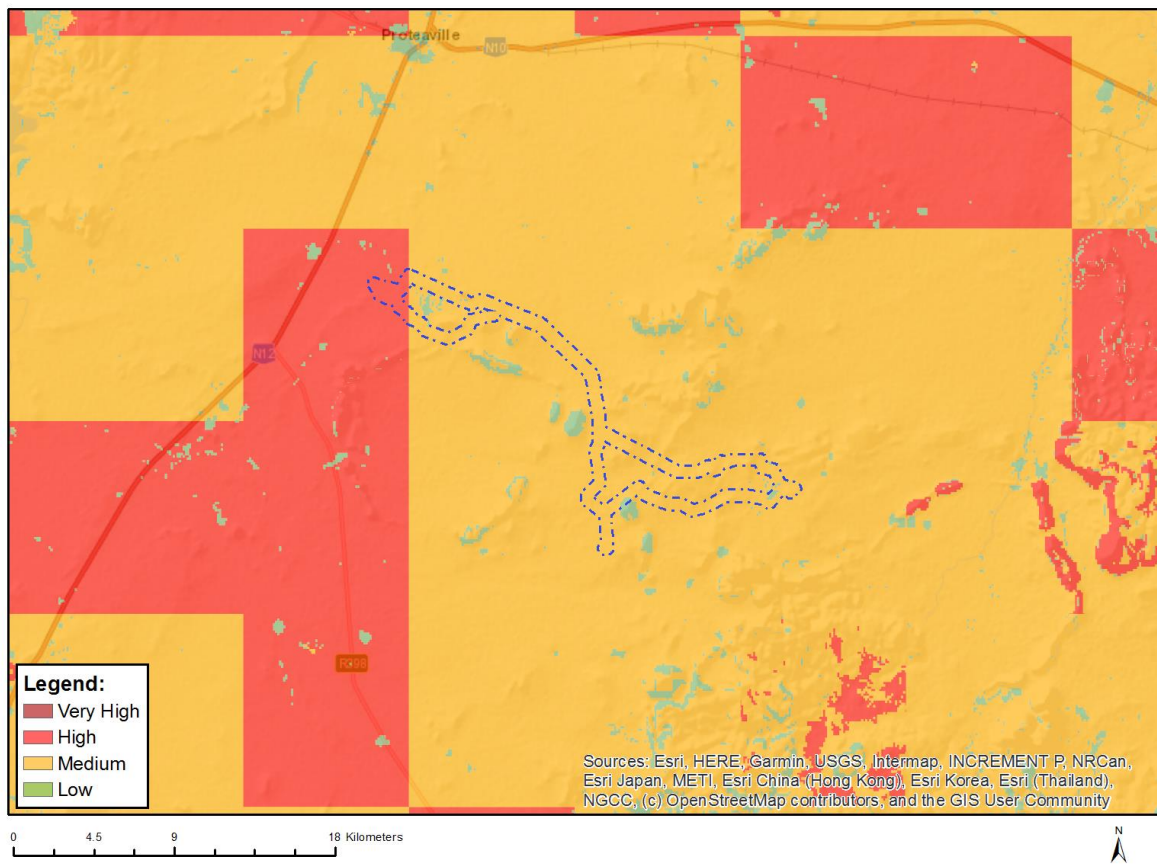 Proteaville
N10
N12
R398
Legend:
Very High
High
Medium
Low
Sources: Esri, HERE, Garmin, USGS, Intermap, INCREMENT P, NRCan,
Esri Japan, METI, Esri China (Hong Kong), Esri Korea, Esri (Thailand),
NGCC, (c) OpenStreetMap contributors, and the GIS User Community
0 4.5 9 18 Kilometers
N